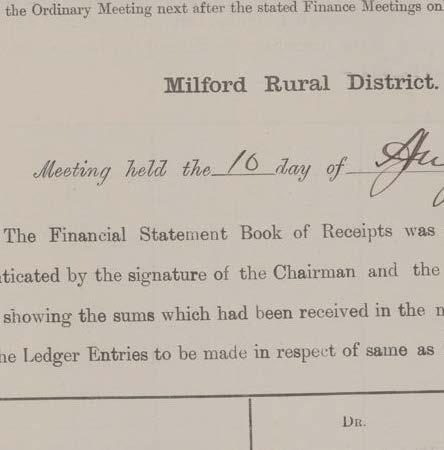 the Ordinary Meeting next after the stated Finance Meetings on
Milford Rural District.
Meeting held the 10 day of
The Financial Statement Book of Receipts was
ticated by the signature of the Chairman and the
showing the sums which had been received in the
he Ledger Entries to be made in respect of same as
DR.